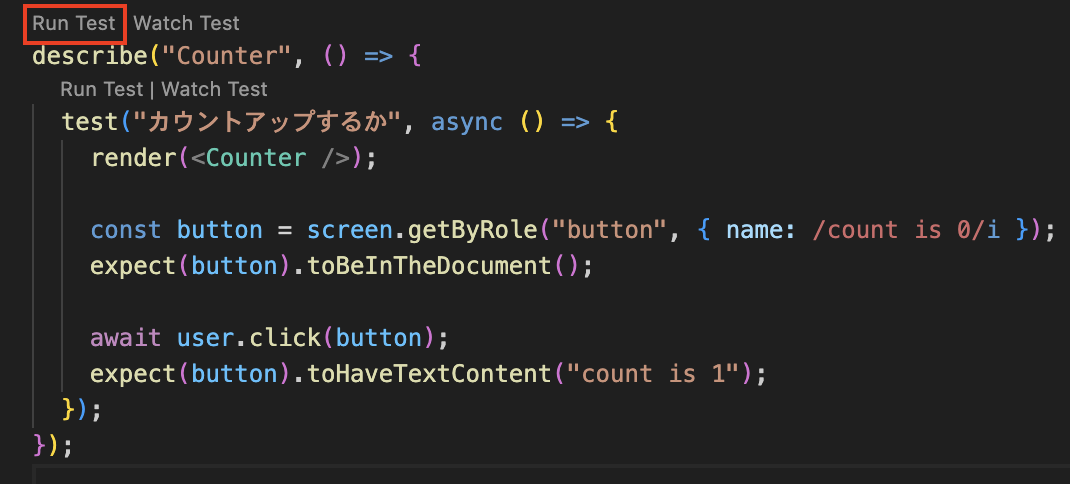 Run Test Watch Test
describe("Counter", () => {
Run Test | Watch Test
test("カウントアップするか", async () => {
render(<Counter />);
const button = screen.getByRole("button", { name: /count is 0/i });
expect(button).toBeInTheDocument();
await user.click(button);
expect(button).toHaveTextContent("count is 1");
});
});